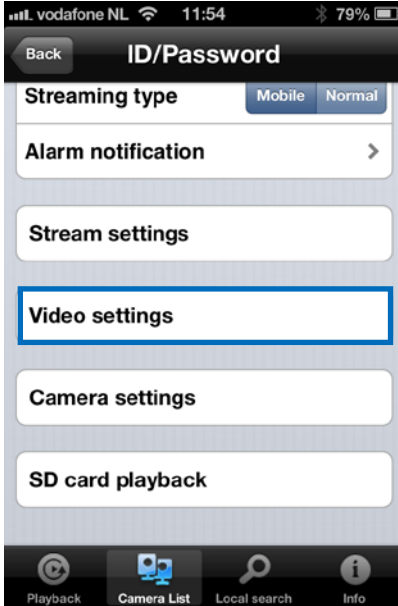 vodafone NL 11:54 79%
Back ID/Password
Streaming type Mobile Normal
Alarm notification
Stream settings
Video settings
Camera settings
SD card playback
Playback Camera List Local search Info